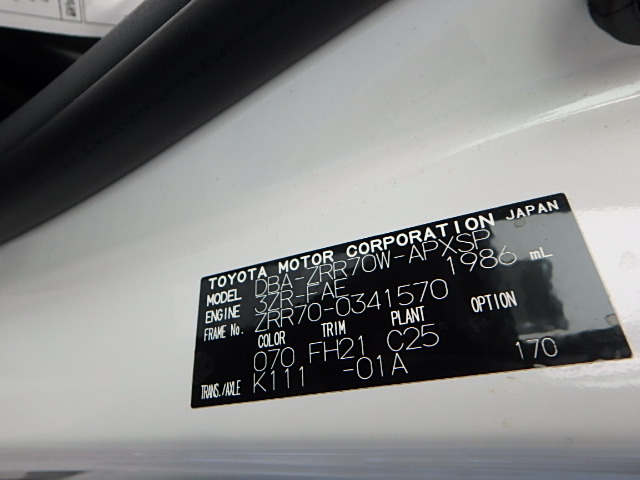 TOYOTA MOTOR CORPORATION JAPAN
MODEL DBA-ZRR70W-APXSP
ENGINE 3ZR-FAE 1986 mL
FRAME No. ZRR70-0341570
COLOR TRIM PLANT OPTION
070 FH21 C25
TRANS./AXLE K111 -01A 170